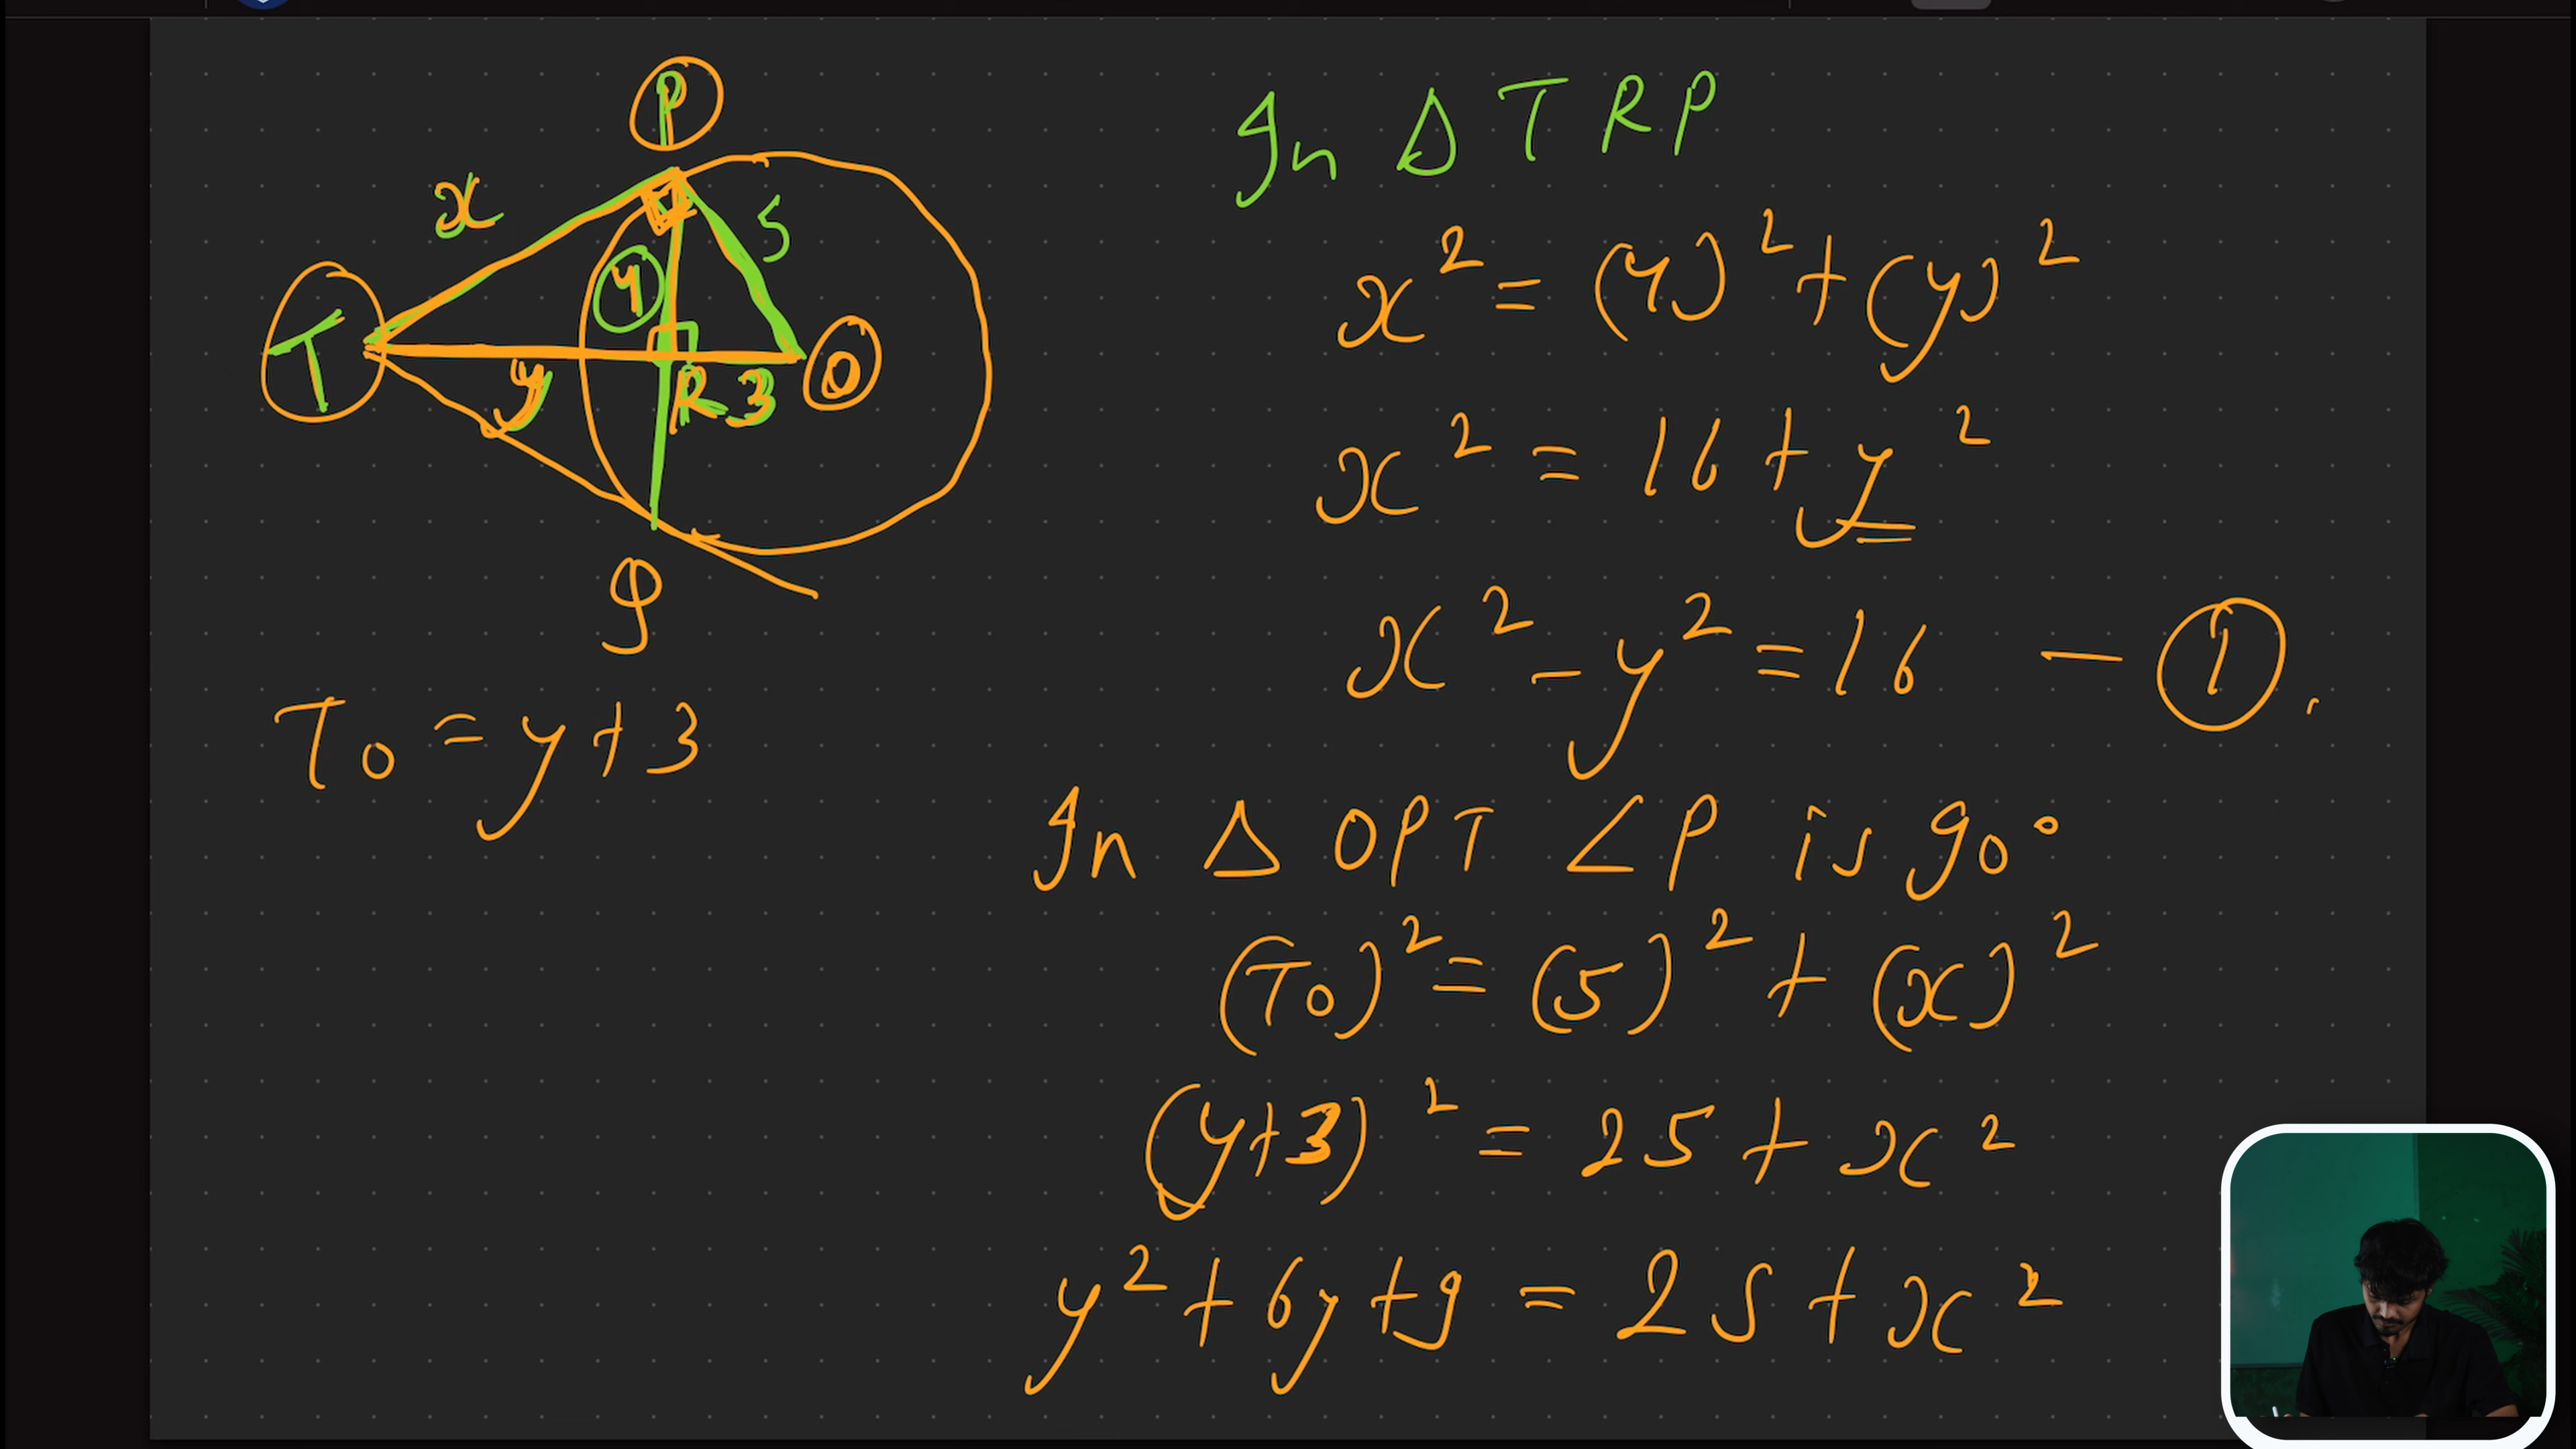 P
x
5
4
T
y
R
3
O
Q
TO = y + 3
In Δ TRP
x² = (4)² + (y)²
x² = 16 + y²
x² - y² = 16 — ①.
In Δ OPT ∠P is 90°
(TO)² = (5)² + (x)²
(y+3)² = 25 + x²
y² + 6y + 9 = 25 + x²